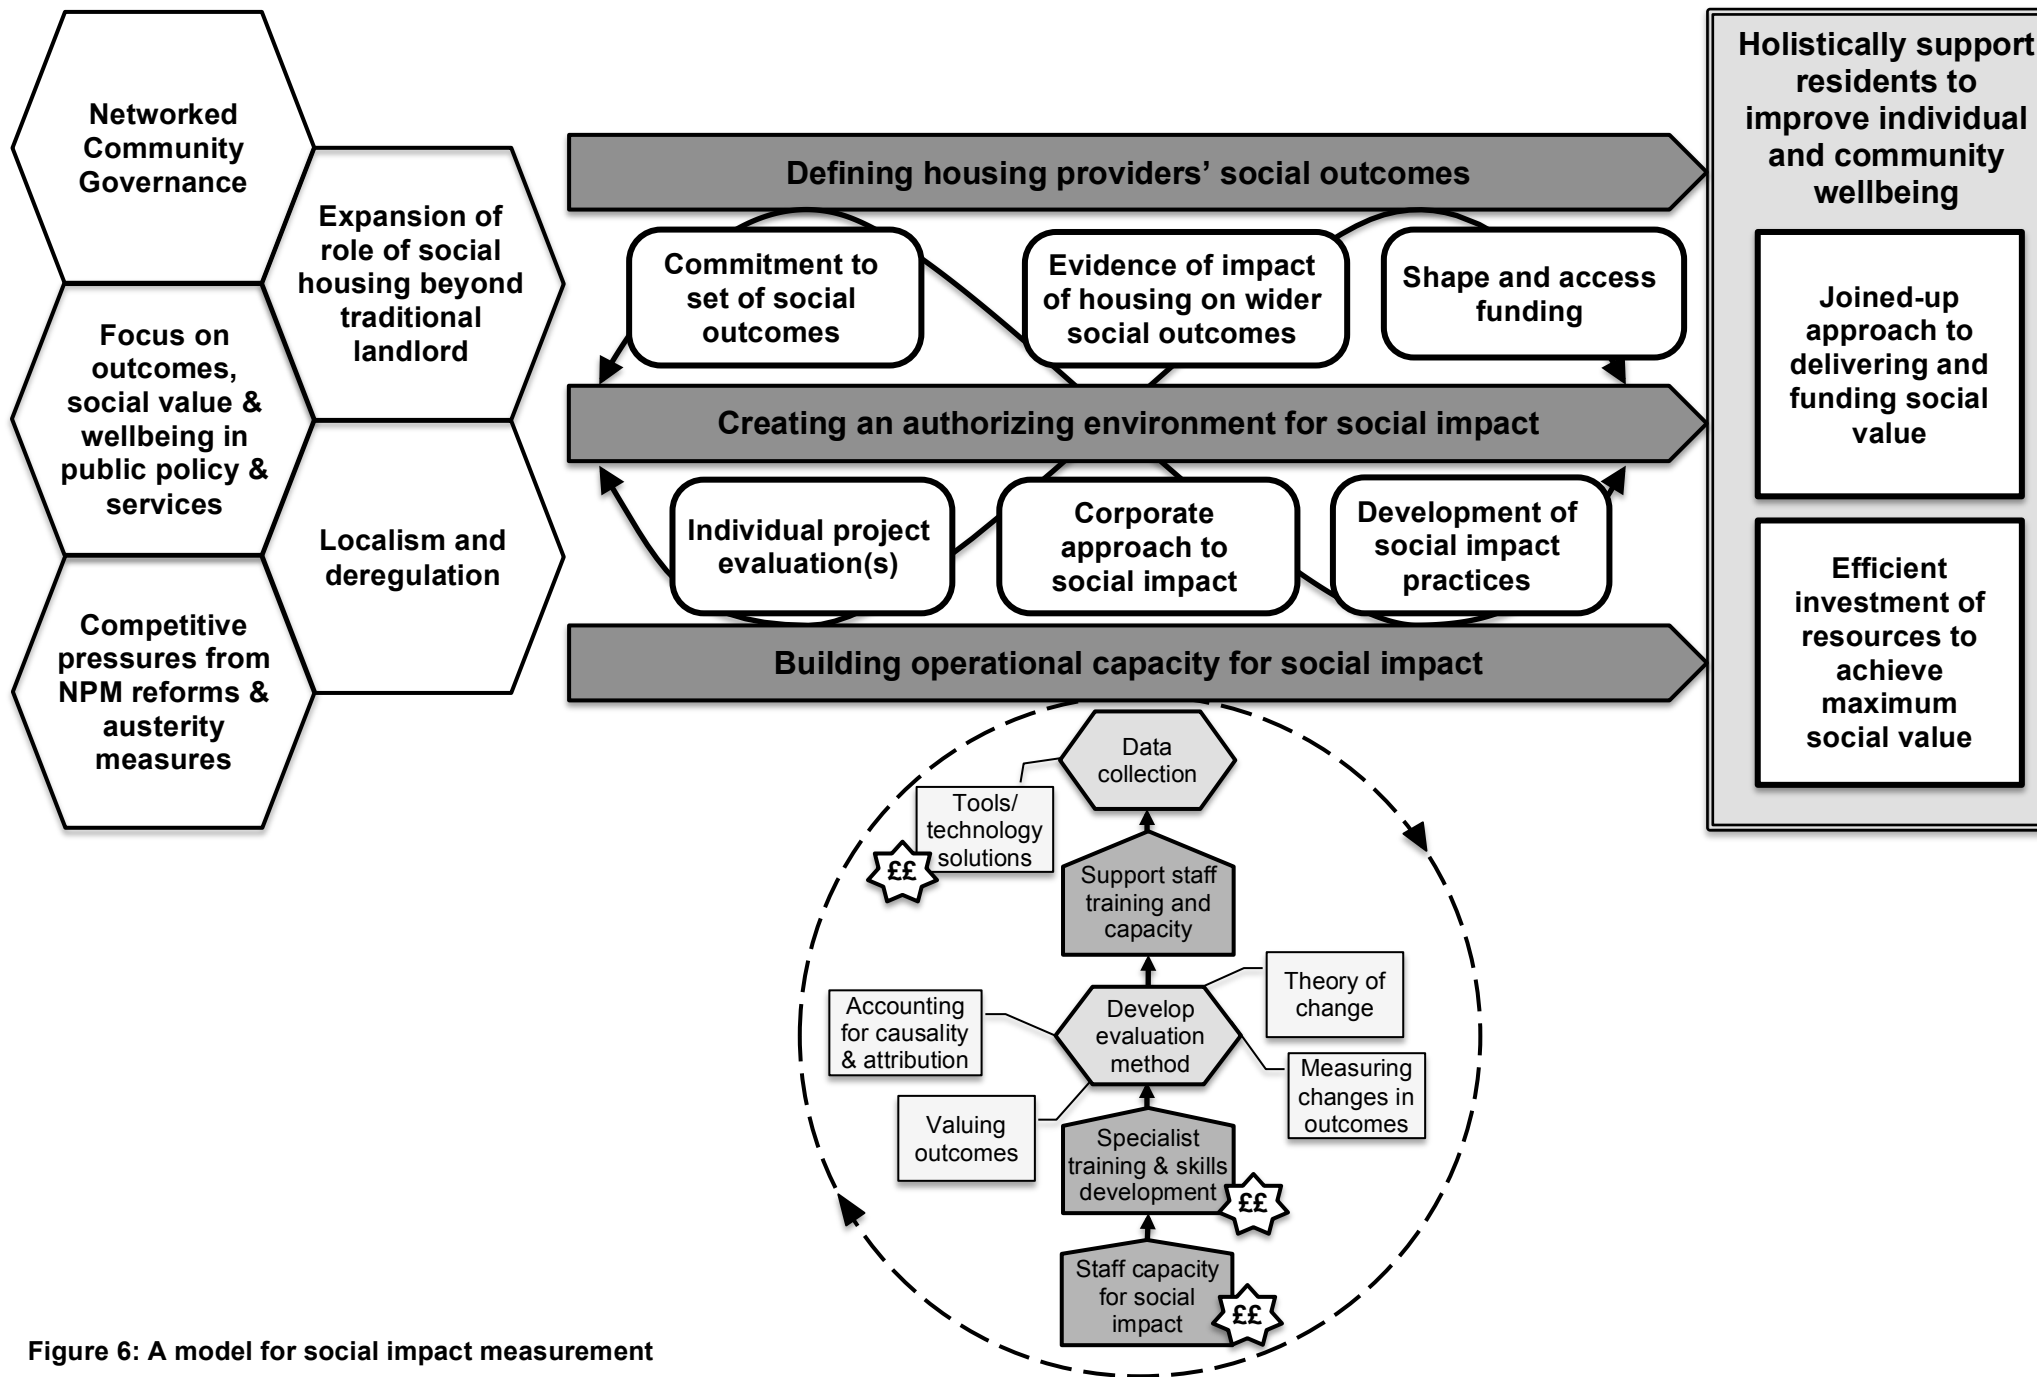 Networked
Community
Governance
Expansion of
role of social
housing beyond
traditional
landlord
Focus on
outcomes,
social value &
wellbeing in
public policy &
services
Localism and
deregulation
Competitive
pressures from
NPM reforms &
austerity
measures
Defining housing providers’ social outcomes
Commitment to
set of social
outcomes
Evidence of impact
of housing on wider
social outcomes
Shape and access
funding
Creating an authorizing environment for social impact
Individual project
evaluation(s)
Corporate
approach to
social impact
Development of
social impact
practices
Building operational capacity for social impact
Holistically support
residents to
improve individual
and community
wellbeing
Joined-up
approach to
delivering and
funding social
value
Efficient
investment of
resources to
achieve
maximum
social value
Data
collection
Tools/
technology
solutions
££
Support staff
training and
capacity
Theory of
change
Accounting
for causality
& attribution
Develop
evaluation
method
Measuring
changes in
outcomes
Valuing
outcomes
Specialist
training & skills
development
££
Staff capacity
for social
impact
££
Figure 6: A model for social impact measurement